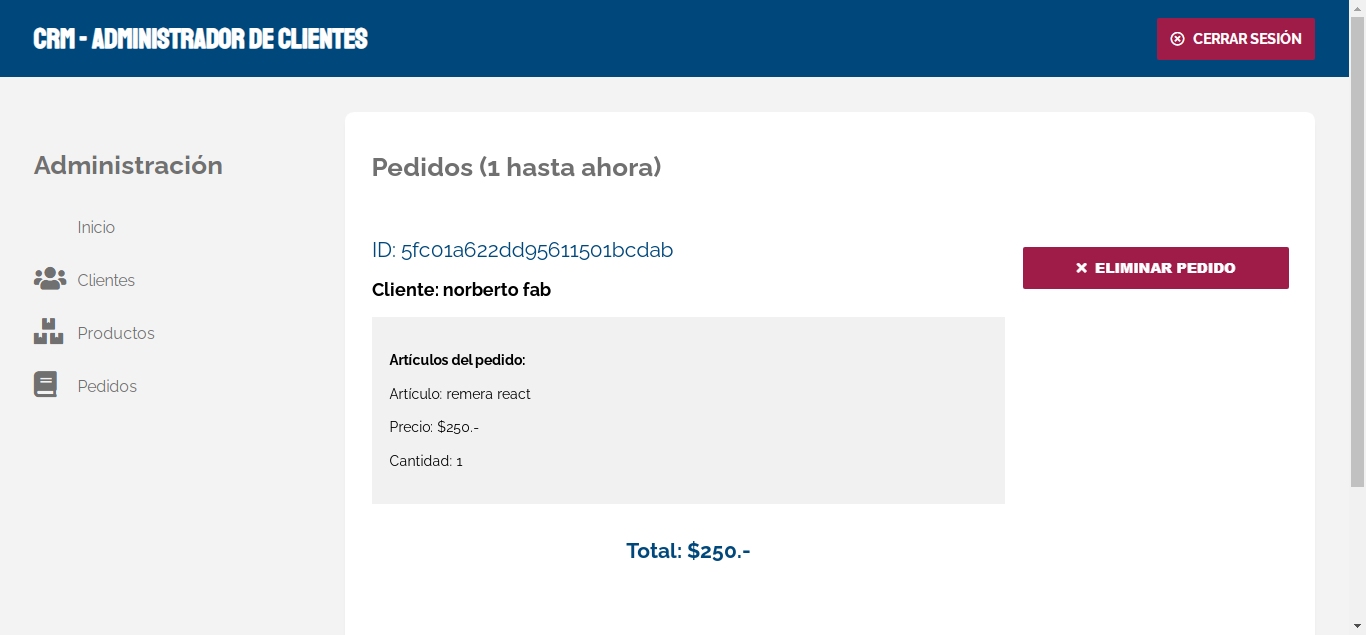 CRM - ADMINISTRADOR DE CLIENTES
CERRAR SESIÓN
Administración
Inicio
Clientes
Productos
Pedidos
Pedidos (1 hasta ahora)
ID: 5fc01a622dd95611501bcdab
ELIMINAR PEDIDO
Cliente: norberto fab
Artículos del pedido:
Artículo: remera react
Precio: $250.-
Cantidad: 1
Total: $250.-